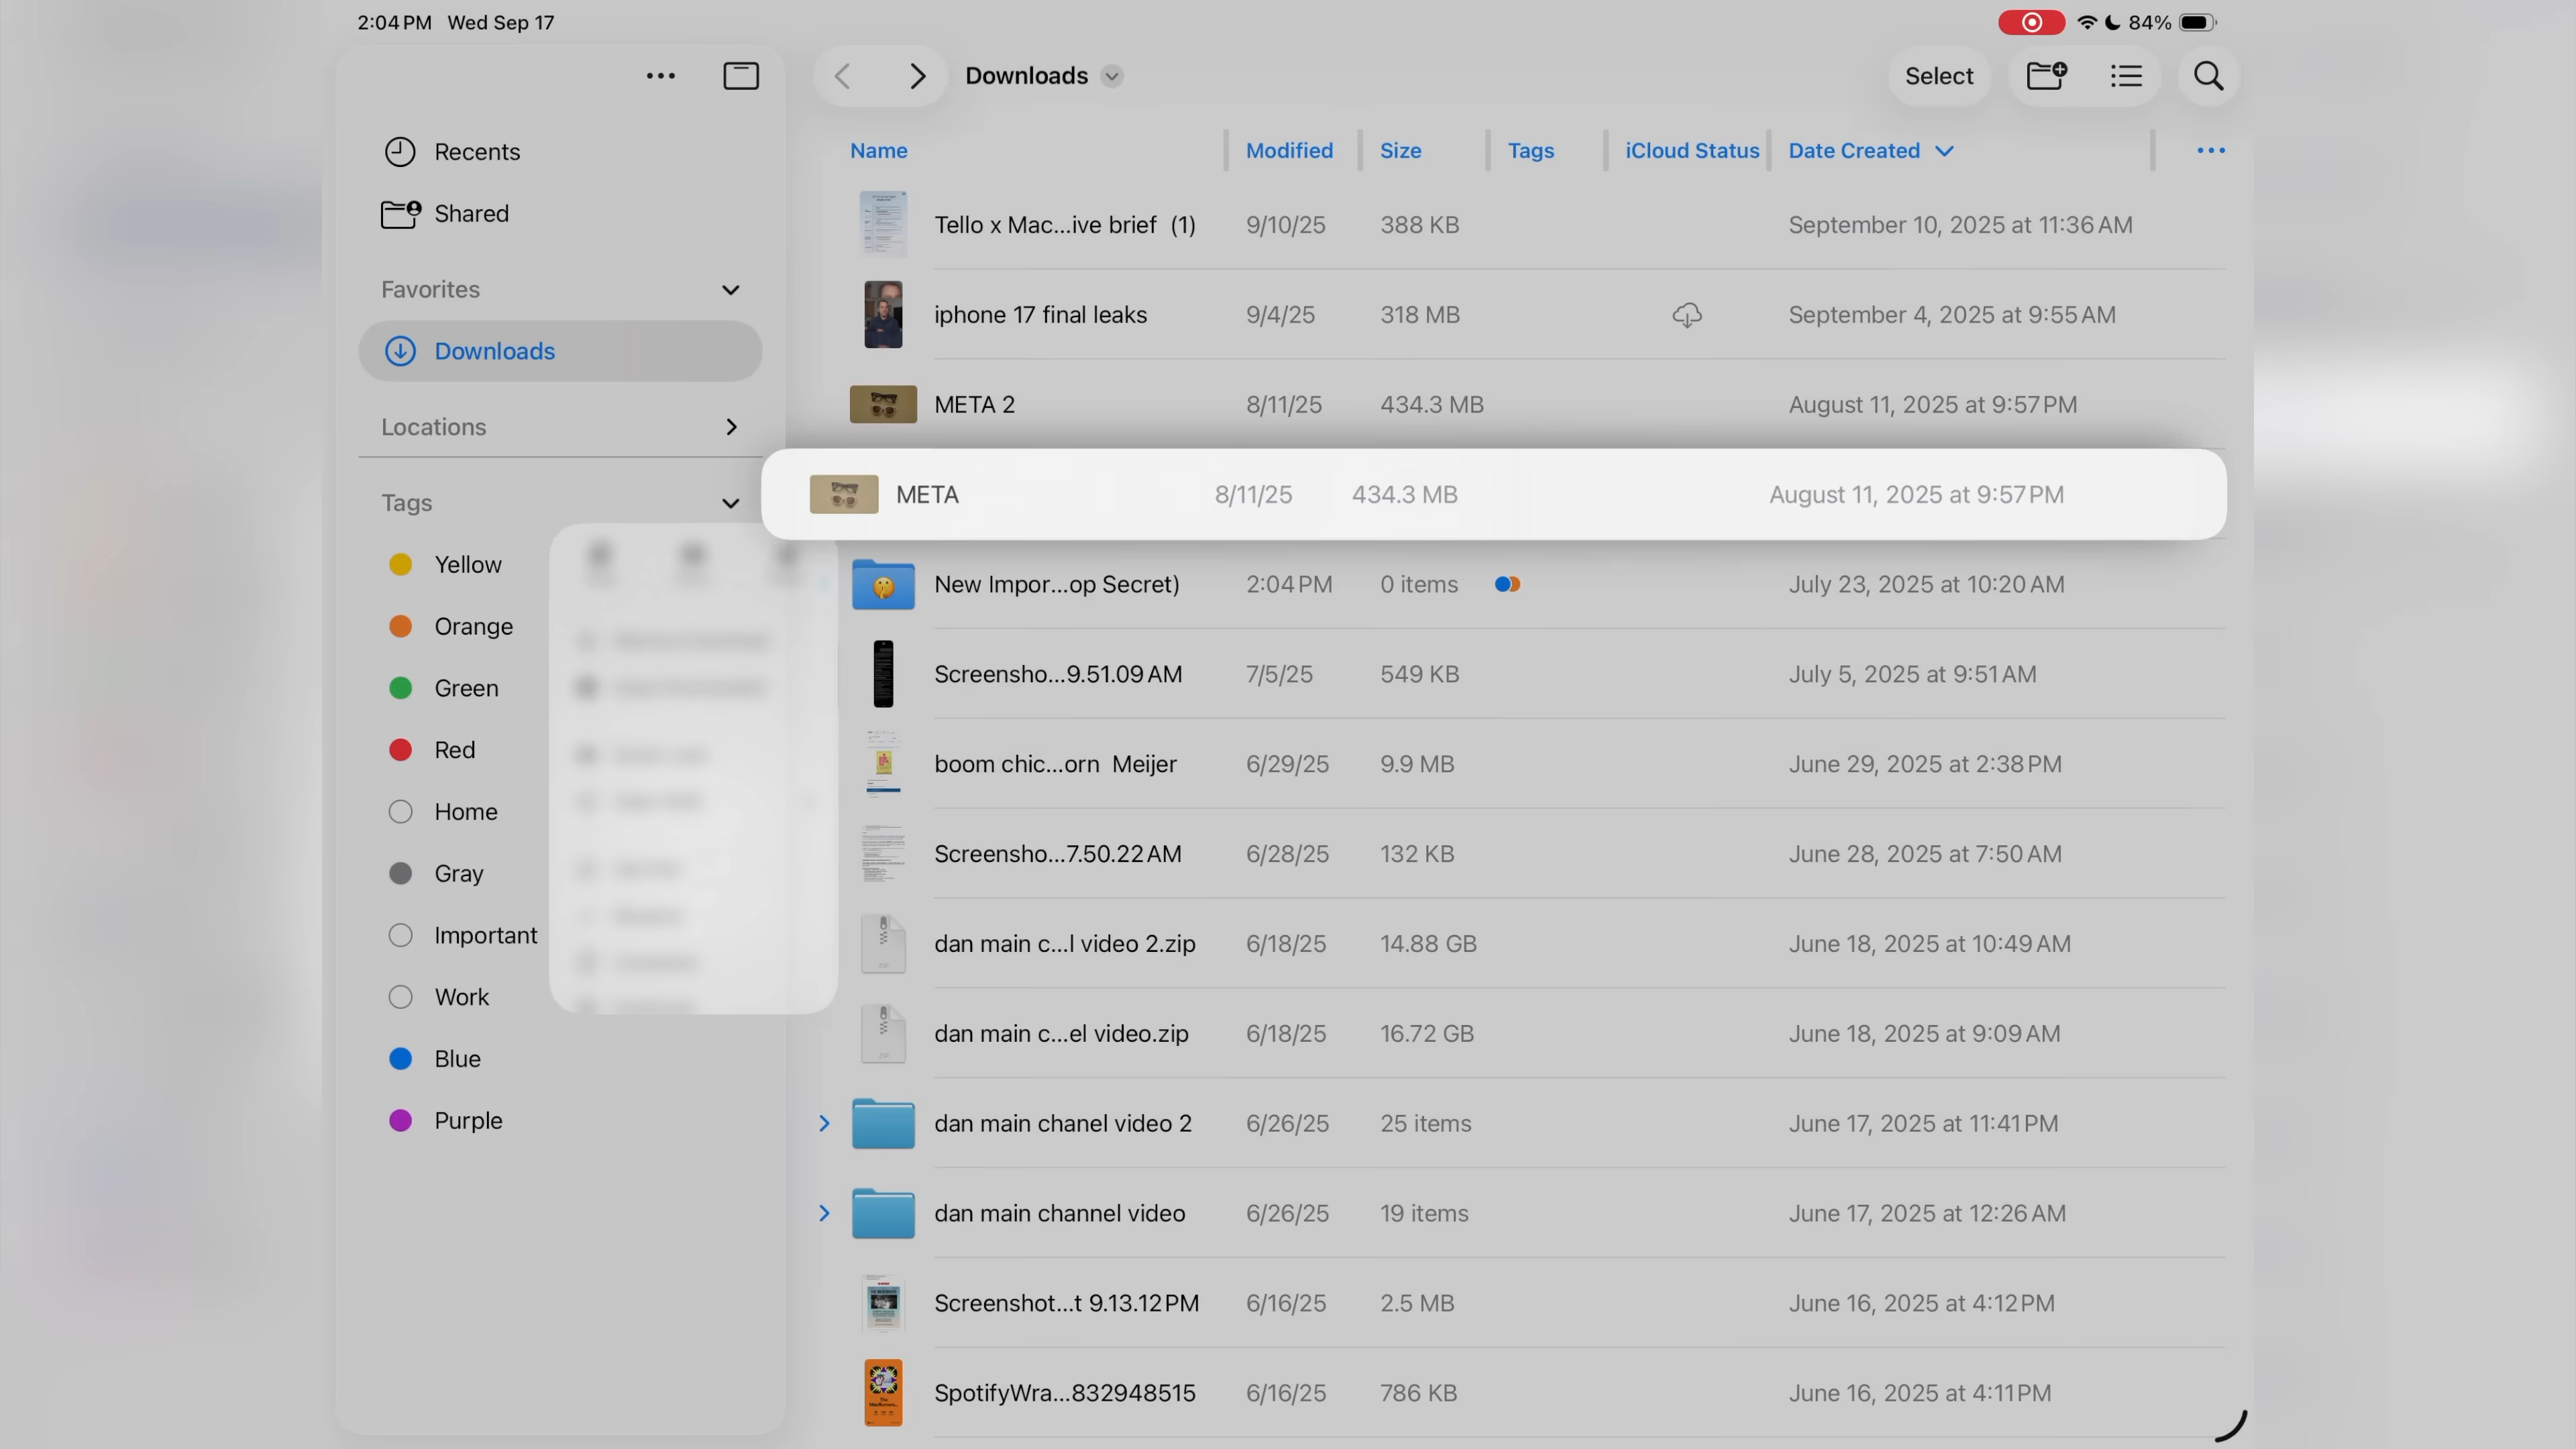 2:04 PM Wed Sep 17 84%
Downloads Select
Recents
Shared
Favorites
Downloads
Locations
Tags
Yellow
Orange
Green
Red
Home
Gray
Important
Work
Blue
Purple
Name Modified Size Tags iCloud Status Date Created
Tello x Mac...ive brief (1) 9/10/25 388 KB September 10, 2025 at 11:36 AM
iphone 17 final leaks 9/4/25 318 MB September 4, 2025 at 9:55 AM
META 2 8/11/25 434.3 MB August 11, 2025 at 9:57 PM
META 8/11/25 434.3 MB August 11, 2025 at 9:57 PM
New Impor...op Secret) 2:04 PM 0 items July 23, 2025 at 10:20 AM
Screensho...9.51.09 AM 7/5/25 549 KB July 5, 2025 at 9:51 AM
boom chic...orn Meijer 6/29/25 9.9 MB June 29, 2025 at 2:38 PM
Screensho...7.50.22 AM 6/28/25 132 KB June 28, 2025 at 7:50 AM
dan main c...l video 2.zip 6/18/25 14.88 GB June 18, 2025 at 10:49 AM
dan main c...el video.zip 6/18/25 16.72 GB June 18, 2025 at 9:09 AM
dan main chanel video 2 6/26/25 25 items June 17, 2025 at 11:41 PM
dan main channel video 6/26/25 19 items June 17, 2025 at 12:26 AM
Screenshot...t 9.13.12 PM 6/16/25 2.5 MB June 16, 2025 at 4:12 PM
SpotifyWra...832948515 6/16/25 786 KB June 16, 2025 at 4:11 PM